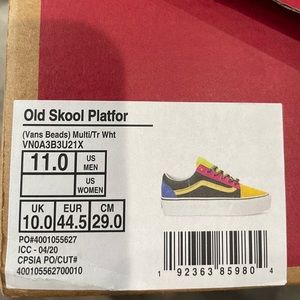 Old Skool Platfor
(Vans Beads) Multi/Tr Wht
VN0A3B3U21X
11.0 US MEN
US WOMEN
UK EUR CM
10.0 44.5 29.0
PO#4001055627
ICC - 04/20
CPSIA PO/CUT#
400105562700010
1 92363 85980 4